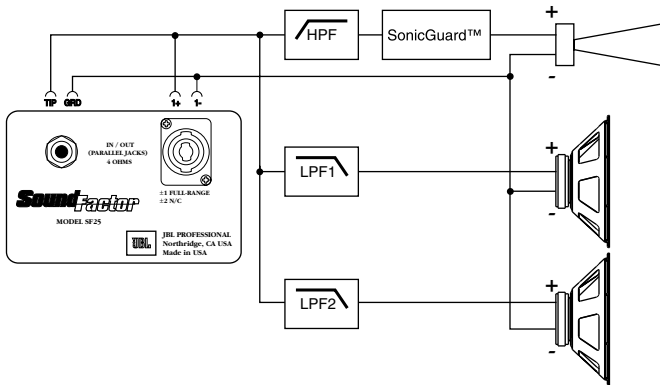 +
HPF
SonicGuard™
-
TIP GRD 1+ 1-
IN / OUT
(PARALLEL JACKS)
4 OHMS
±1 FULL-RANGE
±2 N/C
SoundFactor
MODEL SF25
JBL
JBL PROFESSIONAL
Northridge, CA USA
Made in USA
+
LPF1
-
+
LPF2
-